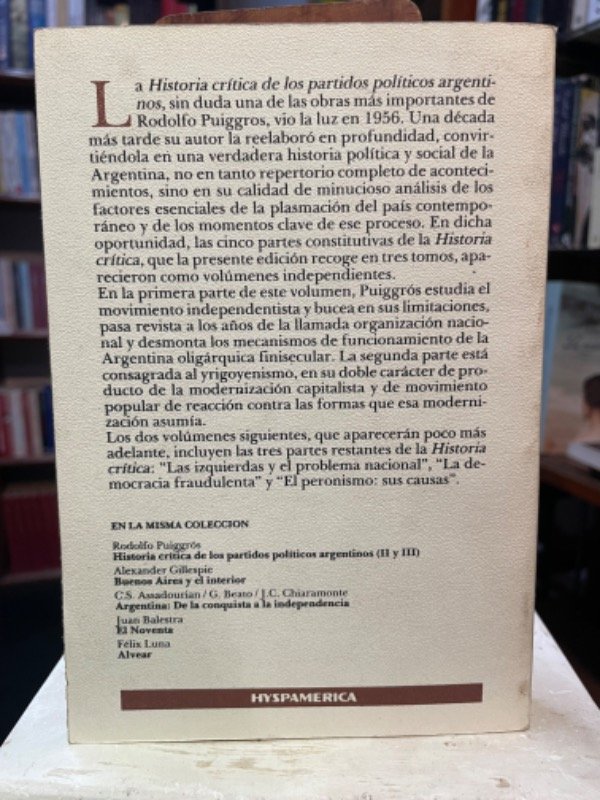 La Historia crítica de los partidos políticos argenti-
nos, sin duda una de las obras más importantes de
Rodolfo Puiggros, vio la luz en 1956. Una década
más tarde su autor la reelaboró en profundidad, convir-
tiéndola en una verdadera historia política y social de la
Argentina, no en tanto repertorio completo de aconteci-
mientos, sino en su calidad de minucioso análisis de los
factores esenciales de la plasmación del país contempo-
ráneo y de los momentos clave de ese proceso. En dicha
oportunidad, las cinco partes constitutivas de la Historia
crítica, que la presente edición recoge en tres tomos, apa-
recieron como volúmenes independientes.
En la primera parte de este volumen, Puiggrós estudia el
movimiento independentista y bucea en sus limitaciones,
pasa revista a los años de la llamada organización nacio-
nal y desmonta los mecanismos de funcionamiento de la
Argentina oligárquica finisecular. La segunda parte está
consagrada al yrigoyenismo, en su doble carácter de pro-
ducto de la modernización capitalista y de movimiento
popular de reacción contra las formas que esa moderni-
zación asumía.
Los dos volúmenes siguientes, que aparecerán poco más
adelante, incluyen las tres partes restantes de la Historia
crítica: "Las izquierdas y el problema nacional", "La de-
mocracia fraudulenta" y "El peronismo: sus causas".
EN LA MISMA COLECCION
Rodolfo Puiggrós
Historia crítica de los partidos políticos argentinos (II y III)
Alexander Gillespie
Buenos Aires y el interior
C.S. Assadourian / G. Beato / J.C. Chiaramonte
Argentina: De la conquista a la independencia
Juan Balestra
El Noventa
Félix Luna
Alvear
HYSPAMERICA